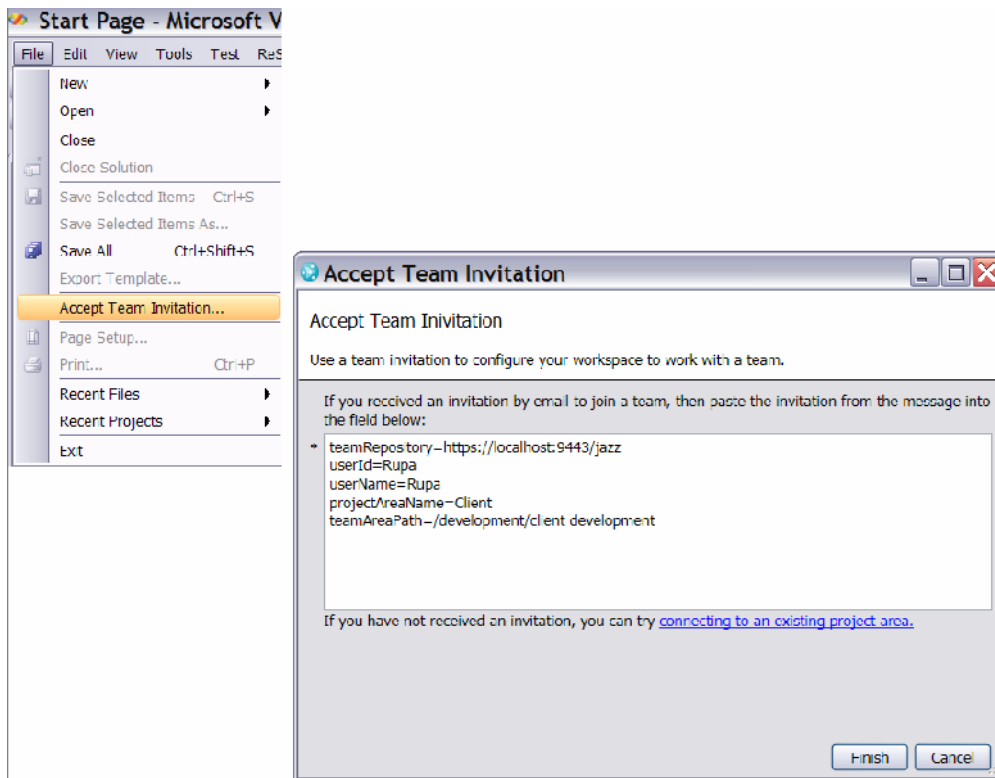 Start Page - Microsoft V
File Edit View Tools Test ReS
New
Open
Close
Close Solution
Save Selected Items Ctrl+S
Save Selected Items As...
Save All Ctrl+Shift+S
Export Template...
Accept Team Invitation...
Page Setup...
Print... Ctrl+P
Recent Files
Recent Projects
Exit
Accept Team Invitation
Accept Team Inivitation
Use a team invitation to configure your workspace to work with a team.
If you received an invitation by email to join a team, then paste the invitation from the message into
the field below:
* teamRepository=https://localhost:9443/jazz
userId=Rupa
userName=Rupa
projectAreaName=Client
teamAreaPath=/development/client development
If you have not received an invitation, you can try connecting to an existing project area.
Finish Cancel